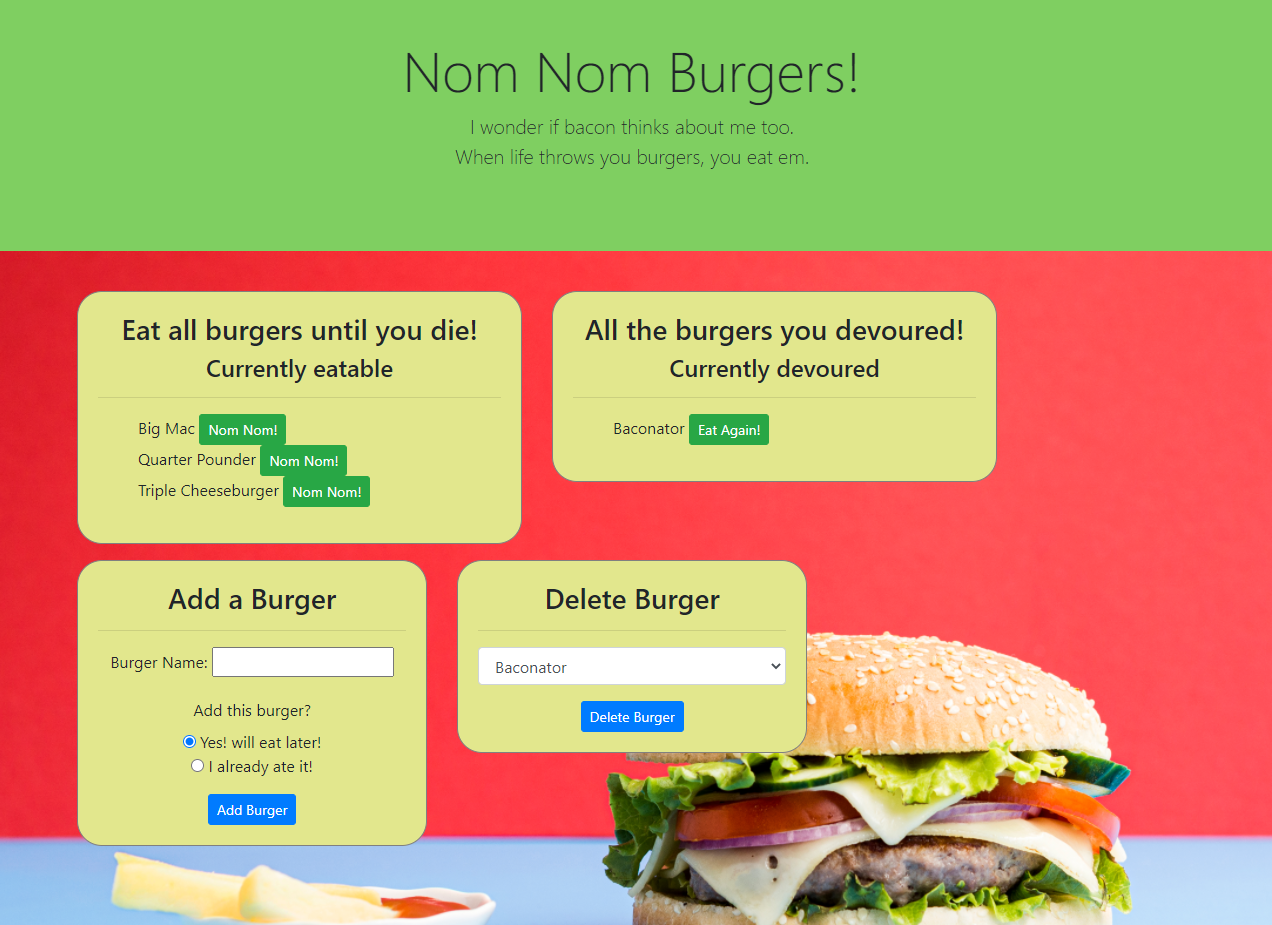 Nom Nom Burgers!
I wonder if bacon thinks about me too.
When life throws you burgers, you eat em.
Eat all burgers until you die!
Currently eatable
Big Mac Nom Nom!
Quarter Pounder Nom Nom!
Triple Cheeseburger Nom Nom!
All the burgers you devoured!
Currently devoured
Baconator Eat Again!
Add a Burger
Burger Name:
Add this burger?
Yes! will eat later!
I already ate it!
Add Burger
Delete Burger
Baconator
Delete Burger